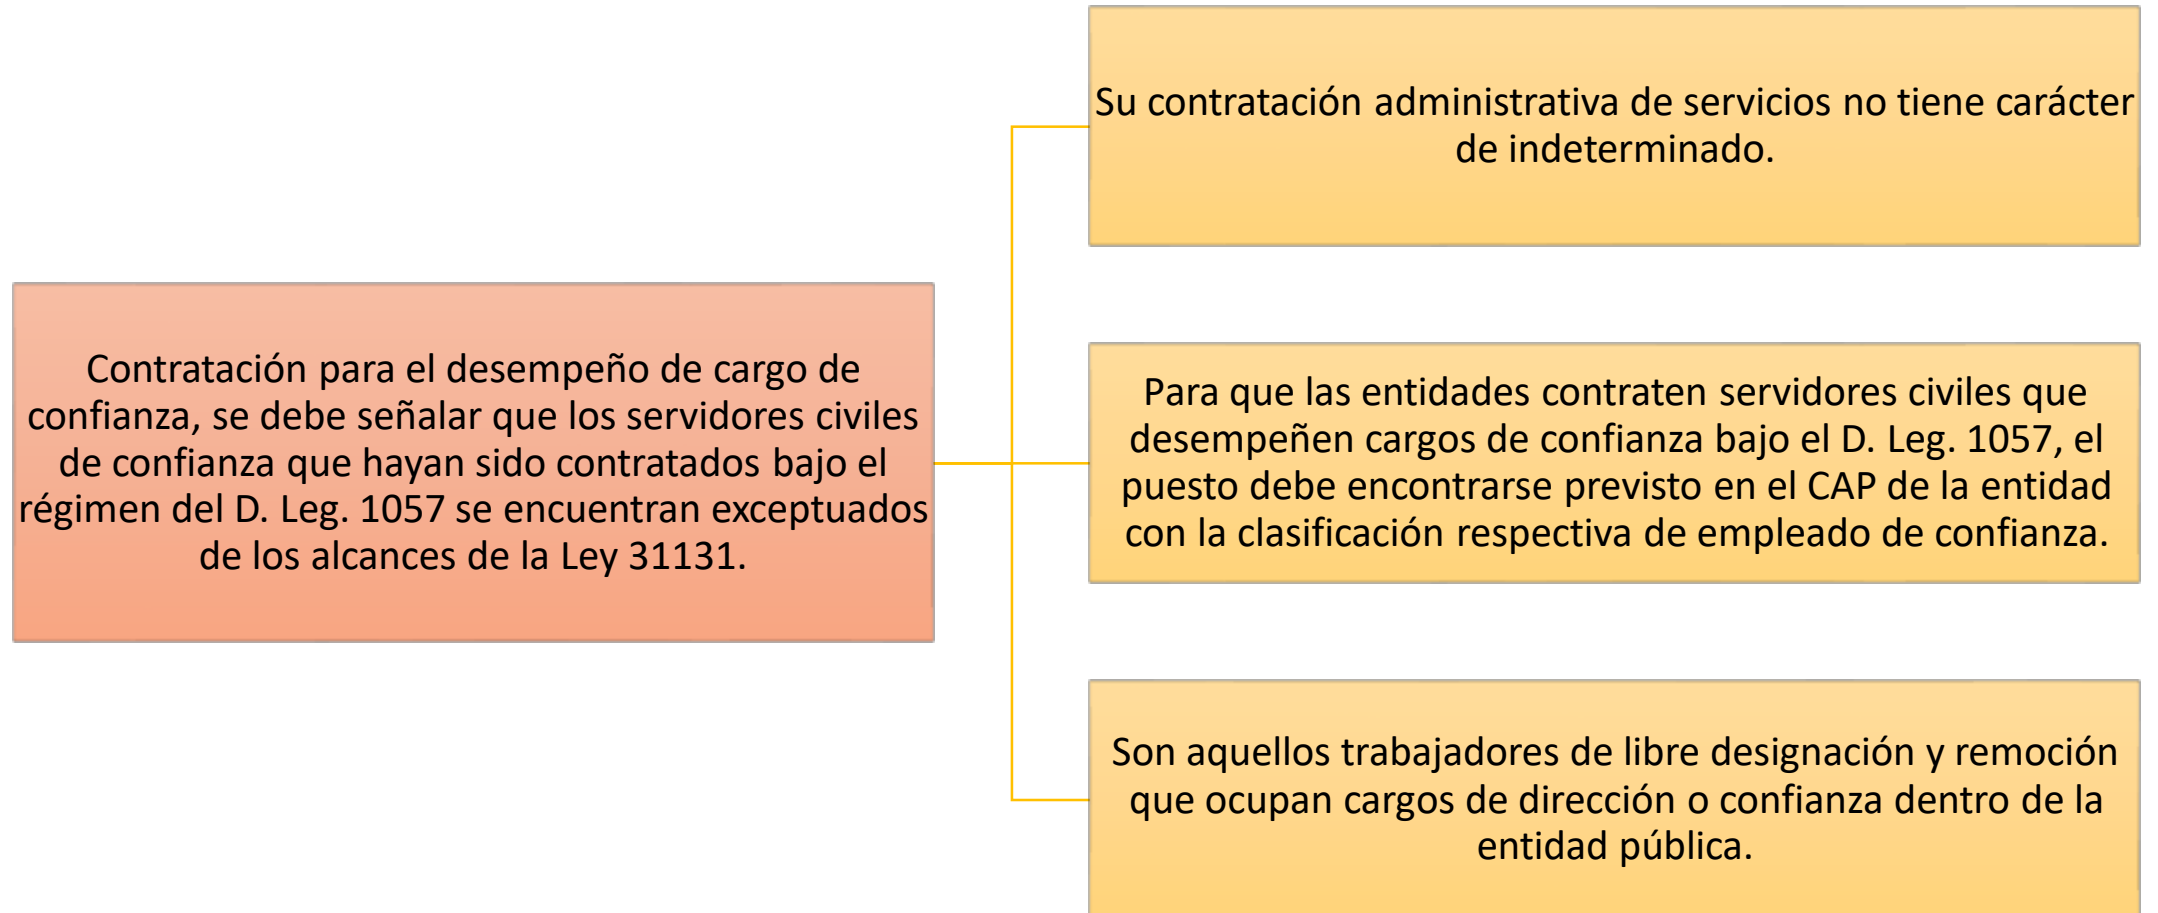 Contratación para el desempeño de cargo de
confianza, se debe señalar que los servidores civiles
de confianza que hayan sido contratados bajo el
régimen del D. Leg. 1057 se encuentran exceptuados
de los alcances de la Ley 31131.
Su contratación administrativa de servicios no tiene carácter
de indeterminado.
Para que las entidades contraten servidores civiles que
desempeñen cargos de confianza bajo el D. Leg. 1057, el
puesto debe encontrarse previsto en el CAP de la entidad
con la clasificación respectiva de empleado de confianza.
Son aquellos trabajadores de libre designación y remoción
que ocupan cargos de dirección o confianza dentro de la
entidad pública.